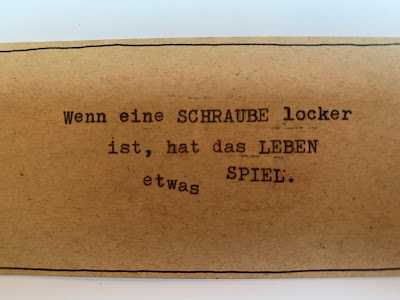 Wenn eine SCHRAUBE locker
ist, hat das LEBEN
etwas SPIEL.